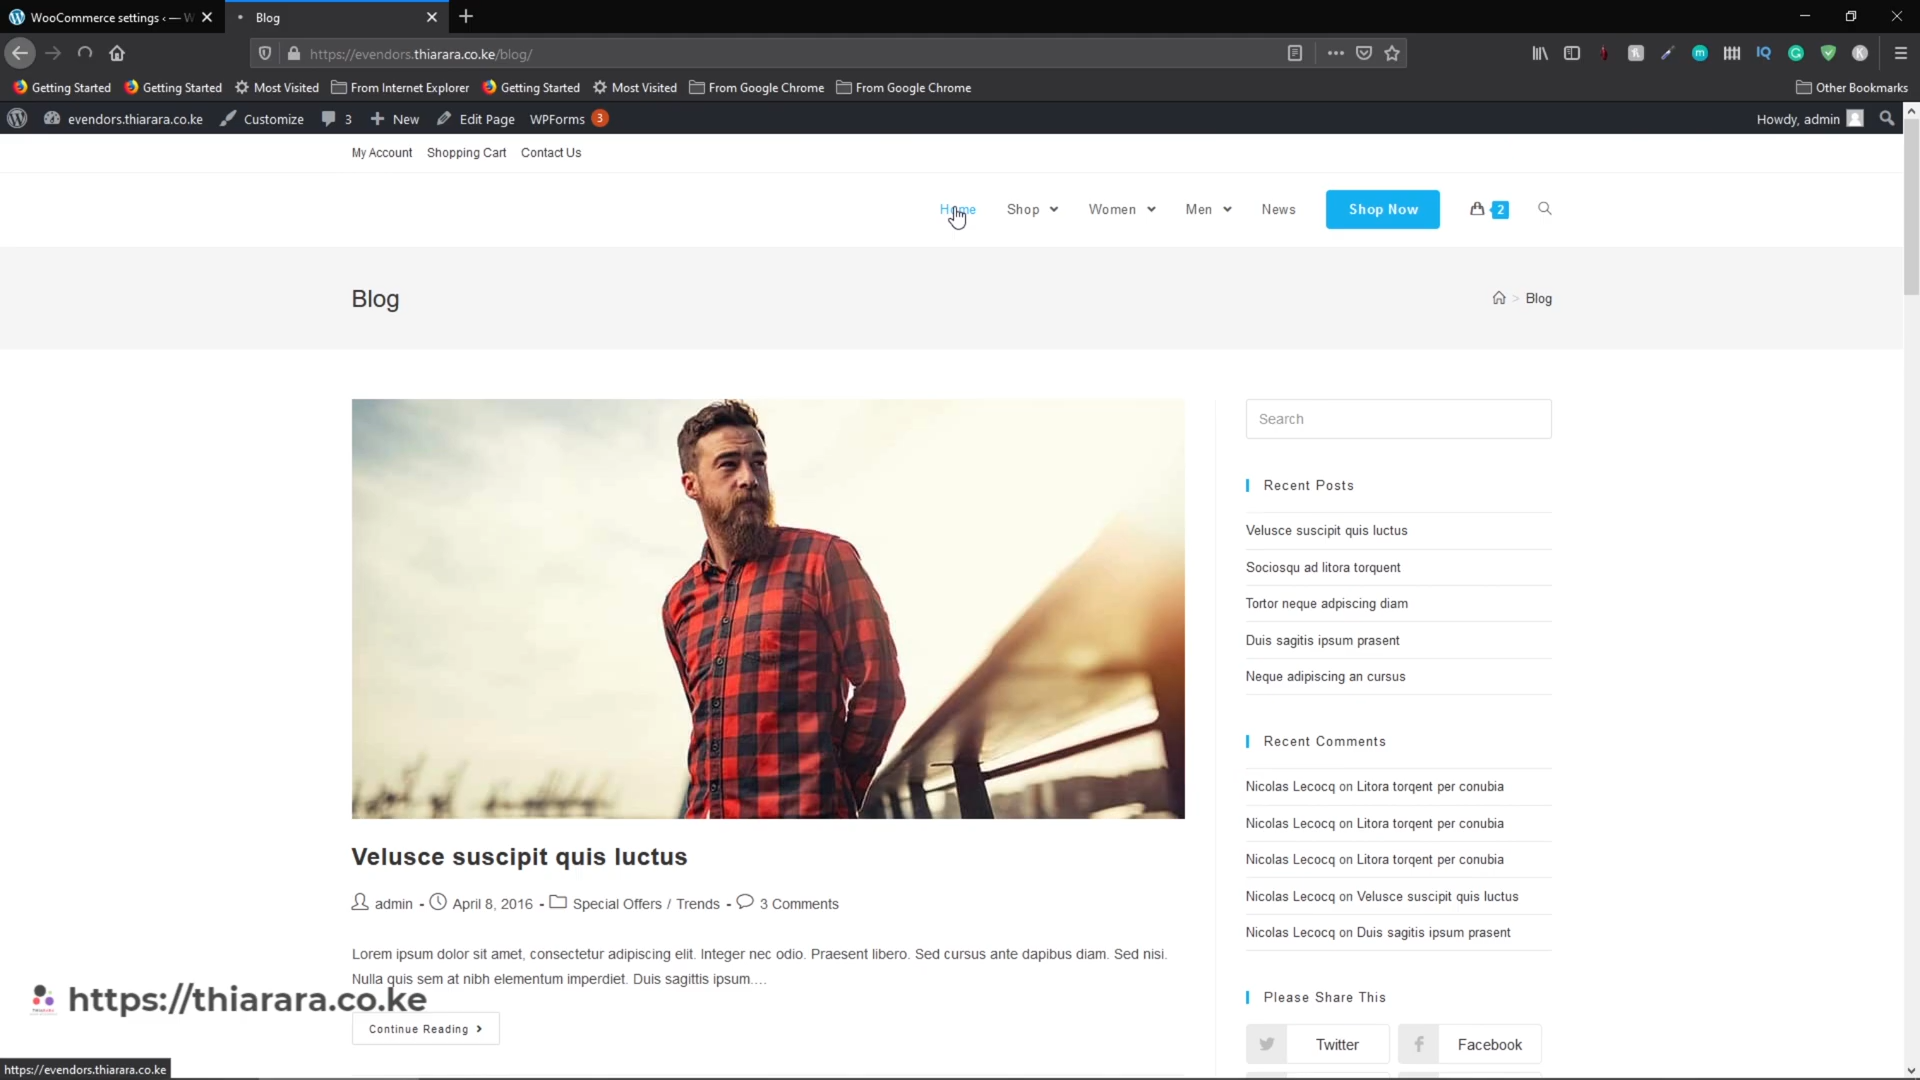 WooCommerce settings ‹ — W
Blog
https://evendors.thiarara.co.ke/blog/
Getting Started
Getting Started
Most Visited
From Internet Explorer
Getting Started
Most Visited
From Google Chrome
From Google Chrome
Other Bookmarks
evendors.thiarara.co.ke
Customize
3
New
Edit Page
WPForms 3
Howdy, admin
My Account
Shopping Cart
Contact Us
Home
Shop
Women
Men
News
Shop Now
2
Blog
> Blog
Search
Recent Posts
Velusce suscipit quis luctus
Sociosqu ad litora torquent
Tortor neque adpiscing diam
Duis sagitis ipsum prasent
Neque adipiscing an cursus
Recent Comments
Nicolas Lecocq on Litora torqent per conubia
Nicolas Lecocq on Litora torqent per conubia
Nicolas Lecocq on Litora torqent per conubia
Nicolas Lecocq on Velusce suscipit quis luctus
Nicolas Lecocq on Duis sagitis ipsum prasent
Please Share This
Twitter
Facebook
Velusce suscipit quis luctus
admin - April 8, 2016 - Special Offers / Trends - 3 Comments
Lorem ipsum dolor sit amet, consectetur adipiscing elit. Integer nec odio. Praesent libero. Sed cursus ante dapibus diam. Sed nisi.
Nulla quis sem at nibh elementum imperdiet. Duis sagittis ipsum....
https://thiarara.co.ke
Continue Reading
https://evendors.thiarara.co.ke